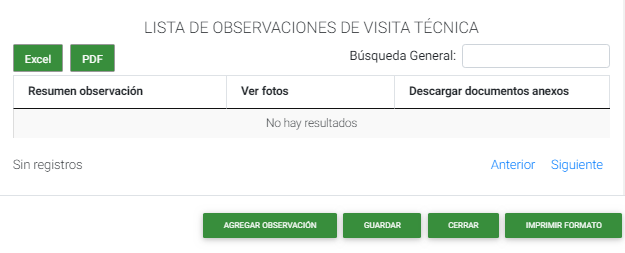 LISTA DE OBSERVACIONES DE VISITA TÉCNICA
Excel PDF Búsqueda General:
Resumen observación Ver fotos Descargar documentos anexos
No hay resultados
Sin registros Anterior Siguiente
AGREGAR OBSERVACIÓN GUARDAR CERRAR IMPRIMIR FORMATO